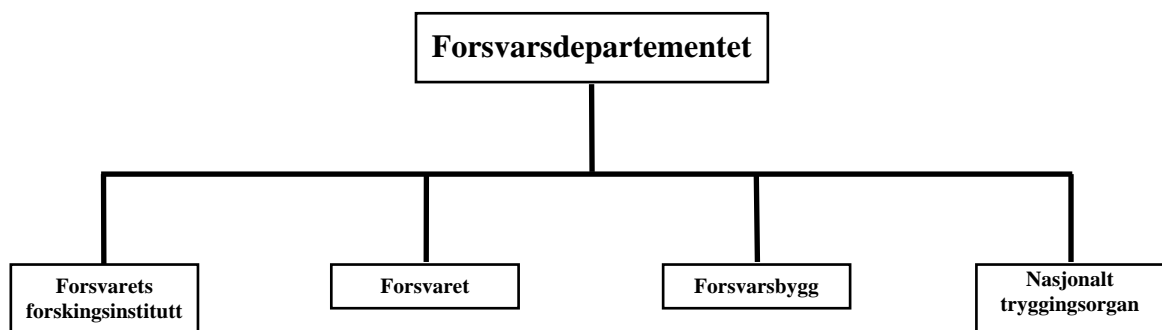 Forsvarsdepartementet
Forsvarets
forskingsinstitutt
Forsvaret
Forsvarsbygg
Nasjonalt
tryggingsorgan